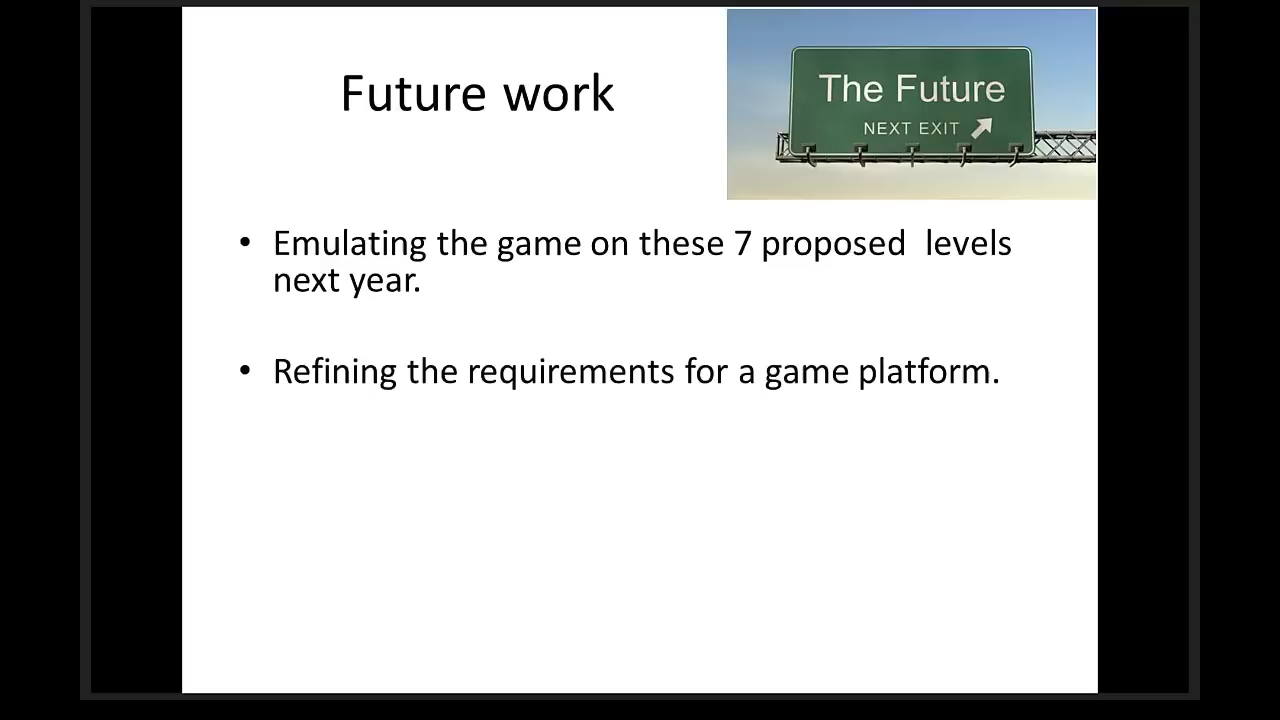 Future work
The Future
NEXT EXIT
• Emulating the game on these 7 proposed  levels
next year.
• Refining the requirements for a game platform.